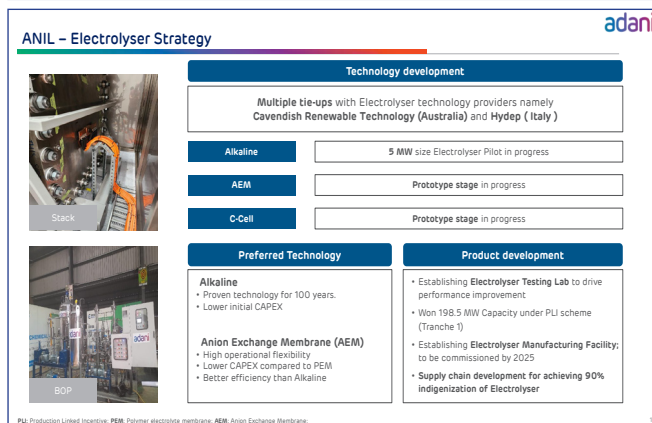 adani
ANIL – Electrolyser Strategy
Technology development
Multiple tie-ups with Electrolyser technology providers namely
Cavendish Renewable Technology (Australia) and Hydep ( Italy )
Alkaline
5 MW size Electrolyser Pilot in progress
AEM
Prototype stage in progress
C-Cell
Prototype stage in progress
Stack
Preferred Technology
Alkaline
• Proven technology for 100 years.
• Lower initial CAPEX
Anion Exchange Membrane (AEM)
• High operational flexibility
• Lower CAPEX compared to PEM
• Better efficiency than Alkaline
Product development
• Establishing Electrolyser Testing Lab to drive
performance improvement
• Won 198.5 MW Capacity under PLI scheme
(Tranche 1)
• Establishing Electrolyser Manufacturing Facility;
to be commissioned by 2025
• Supply chain development for achieving 90%
indigenization of Electrolyser
adani
BOP
PLI: Production Linked Incentive; PEM: Polymer electrolyte membrane; AEM: Anion Exchange Membrane;